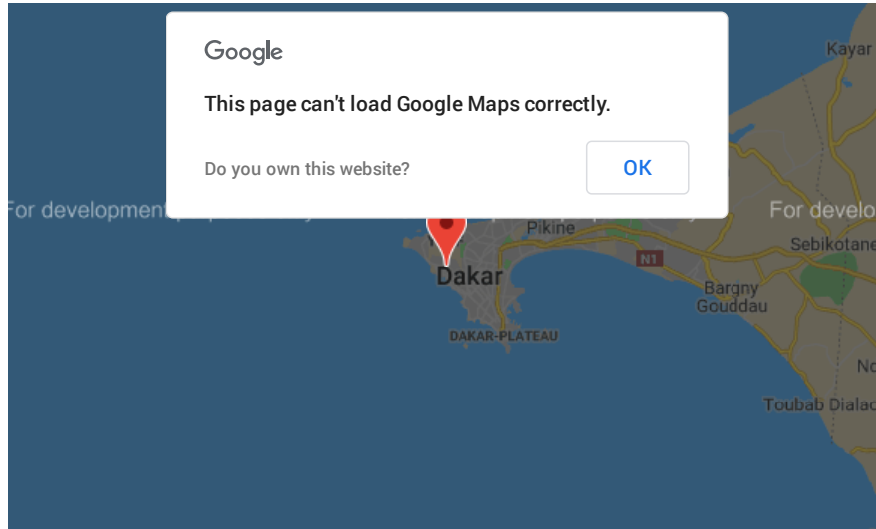 Google
Kayar
This page can't load Google Maps correctly.
Do you own this website?
OK
For development
For develo
Pikine
Sebikotane
N1
Dakar
Bargny
Gouddau
DAKAR-PLATEAU
Toubab Dialac